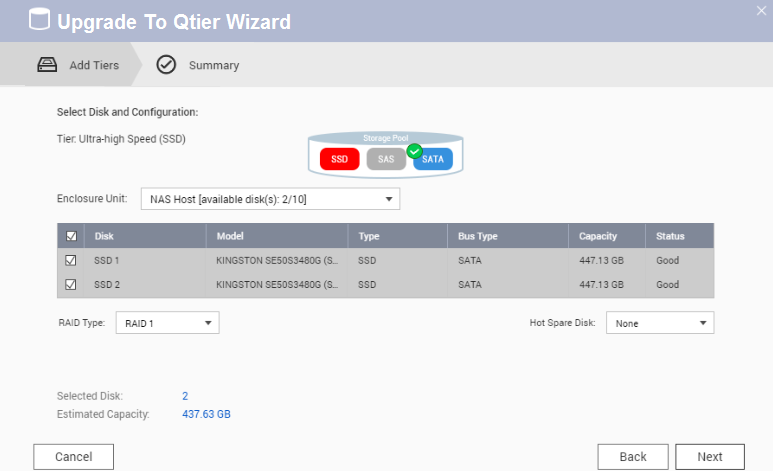 Upgrade To Qtier Wizard
Add Tiers
Summary
Select Disk and Configuration:
Tier: Ultra-high Speed (SSD)
Storage Pool
SSD SAS SATA
Enclosure Unit: NAS Host [available disk(s): 2/10]
Disk Model Type Bus Type Capacity Status
SSD 1 KINGSTON SE50S3480G (S... SSD SATA 447.13 GB Good
SSD 2 KINGSTON SE50S3480G (S... SSD SATA 447.13 GB Good
RAID Type: RAID 1 Hot Spare Disk: None
Selected Disk: 2
Estimated Capacity: 437.63 GB
Cancel Back Next